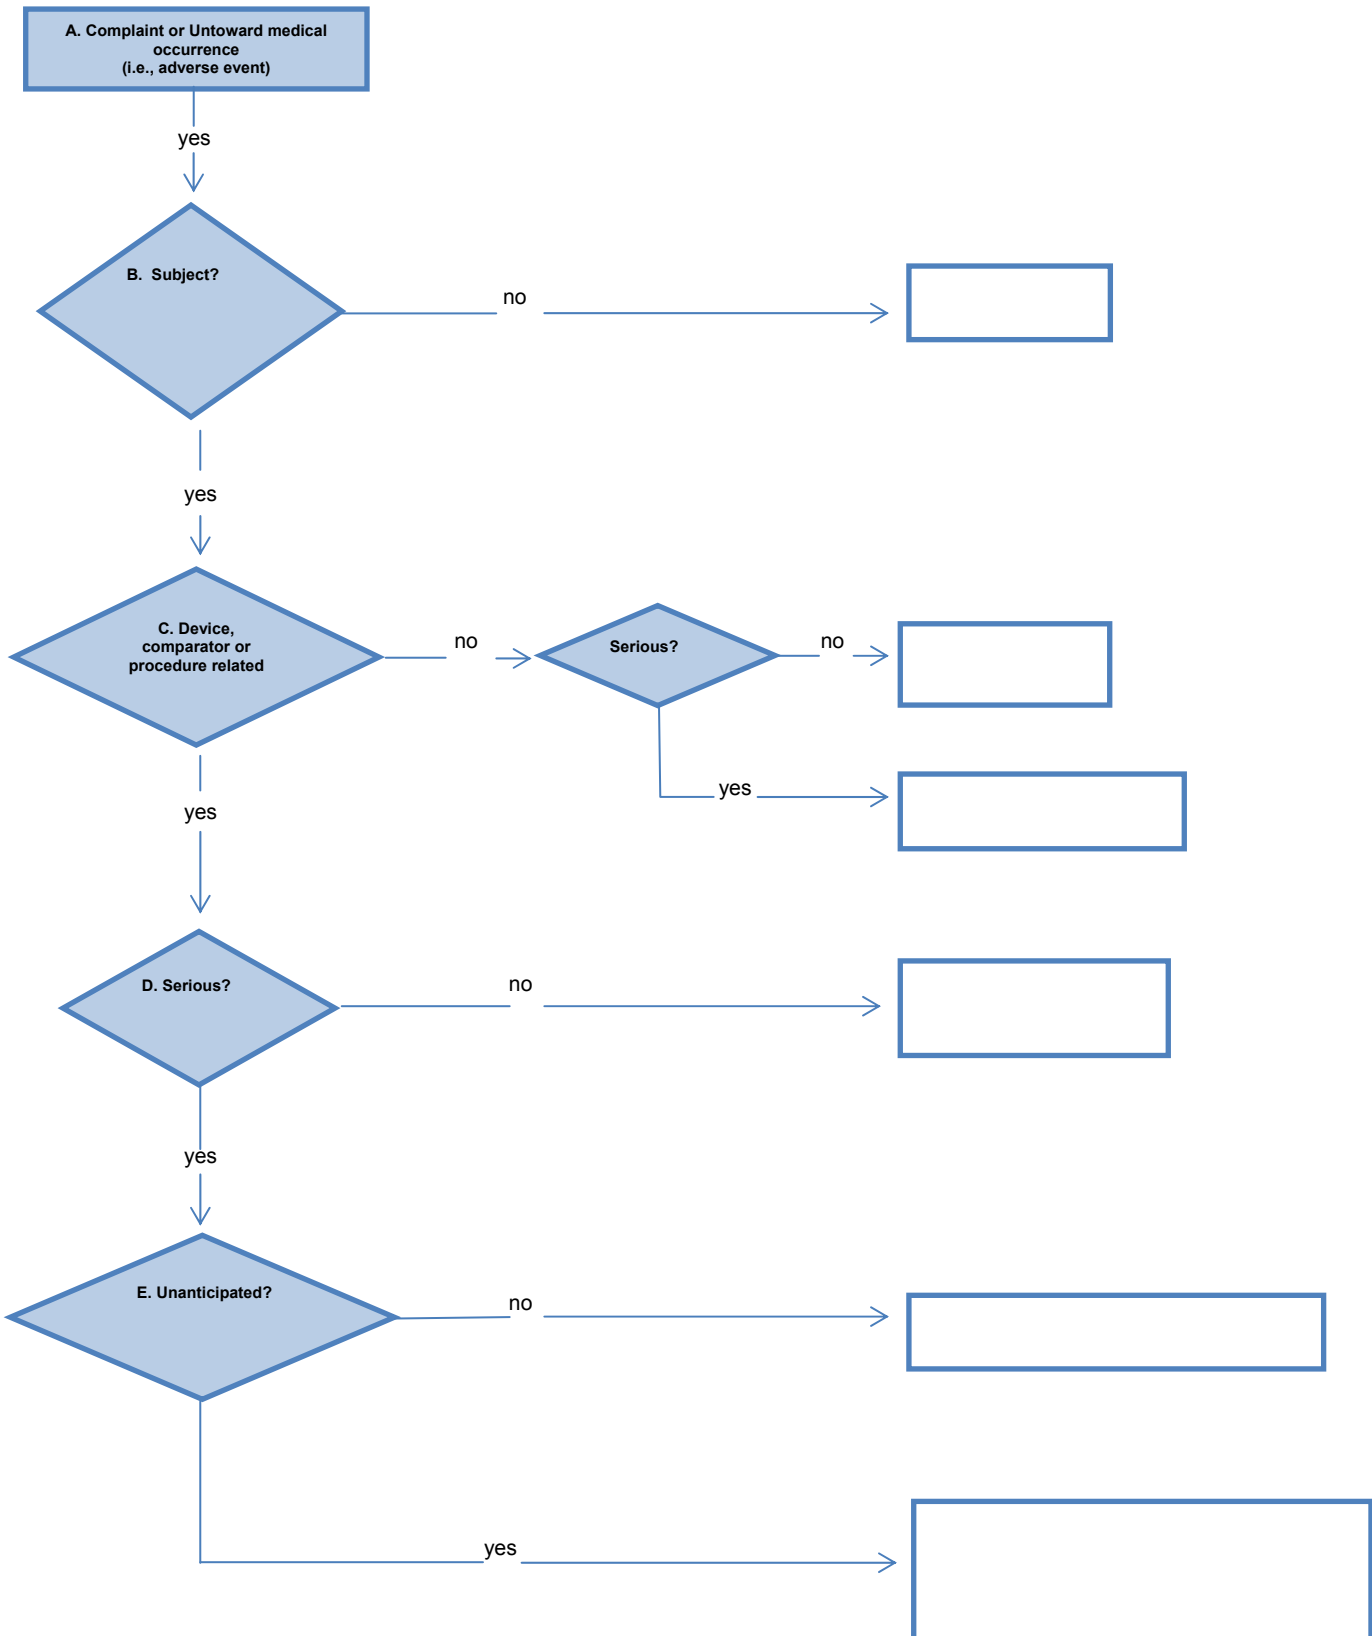 A. Complaint or Untoward medical
occurrence
(i.e., adverse event)
yes
B. Subject?
no
yes
C. Device,
comparator or
procedure related
no
Serious?
no
yes
yes
D. Serious?
no
yes
E. Unanticipated?
no
yes